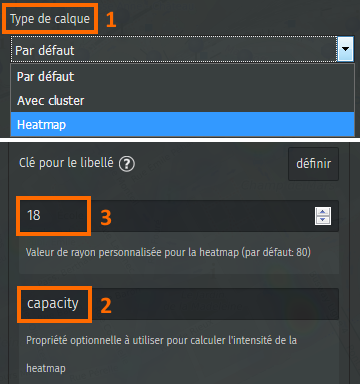 Type de calque 1
Par défaut
Par défaut
Avec cluster
Heatmap
Clé pour le libellé ? définir
18 3
Valeur de rayon personnalisée pour la heatmap (par défaut: 80)
capacity 2
Propriété optionnelle à utiliser pour calculer l'intensité de la
heatmap